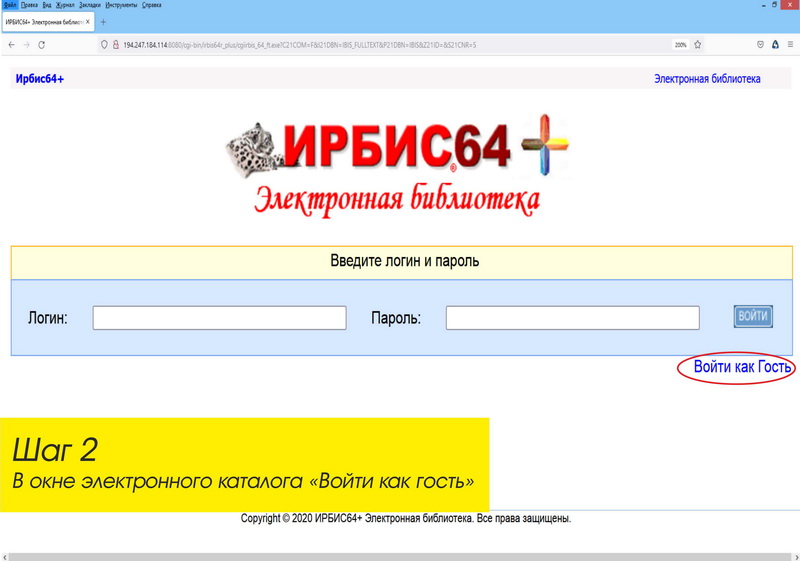 Файл Правка Вид Журнал Закладки Инструменты Справка
ИРБИС64+ Электронная библиот
194.247.184.114:8080/cgi-bin/irbis64r_plus/cgiirbis_64_ft.exe?C21COM=F&I21DBN=IBIS_FULLTEXT&P21DBN=IBIS&Z21ID=&S21CNR=5 200%
Ирбис64+ Электронная библиотека
ИРБИС64+
®
Электронная библиотека
Введите логин и пароль
Логин: Пароль: ВОЙТИ
Войти как Гость
Шаг 2
В окне электронного каталога «Войти как гость»
Copyright © 2020 ИРБИС64+ Электронная библиотека. Все права защищены.